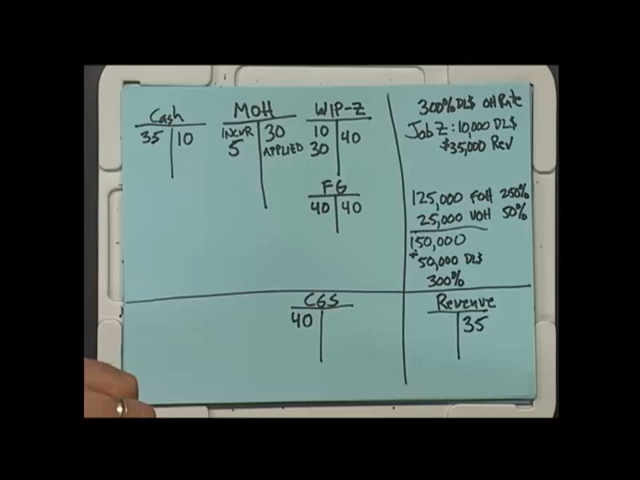 Cash
35 10
MOH
INCUR 30
5 APPLIED
WIP-Z
10 40
30
FG
40 40
300% DL$ OH Rate
Job Z: 10,000 DL$
$35,000 Rev
125,000 FOH 250%
25,000 VOH 50%
150,000
÷50,000 DL$
300%
CGS
40
Revenue
35